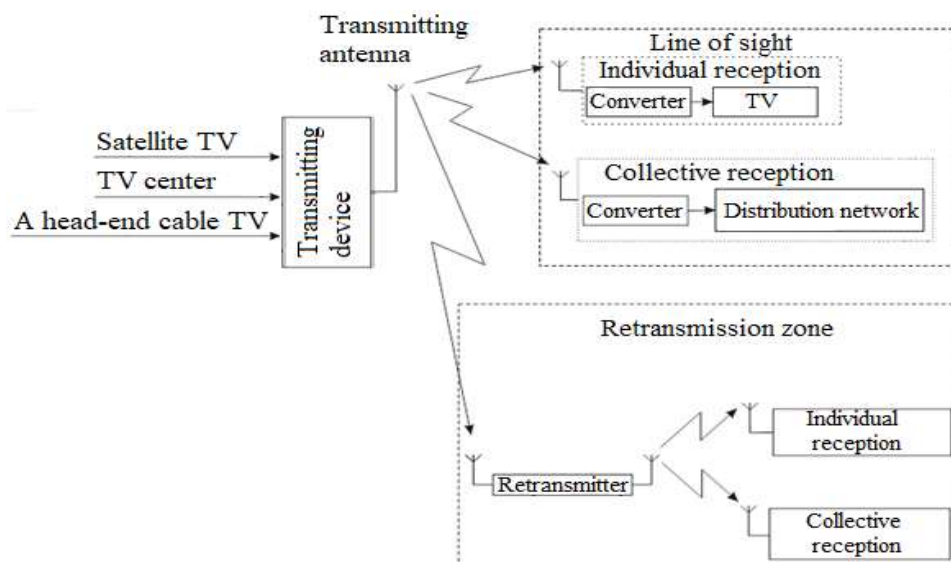 Transmitting
antenna
Line of sight
Individual reception
Converter
TV
Satellite TV
TV center
A head-end cable TV
Transmitting
device
Collective reception
Converter
Distribution network
Retransmission zone
Retransmitter
Individual
reception
Collective
reception